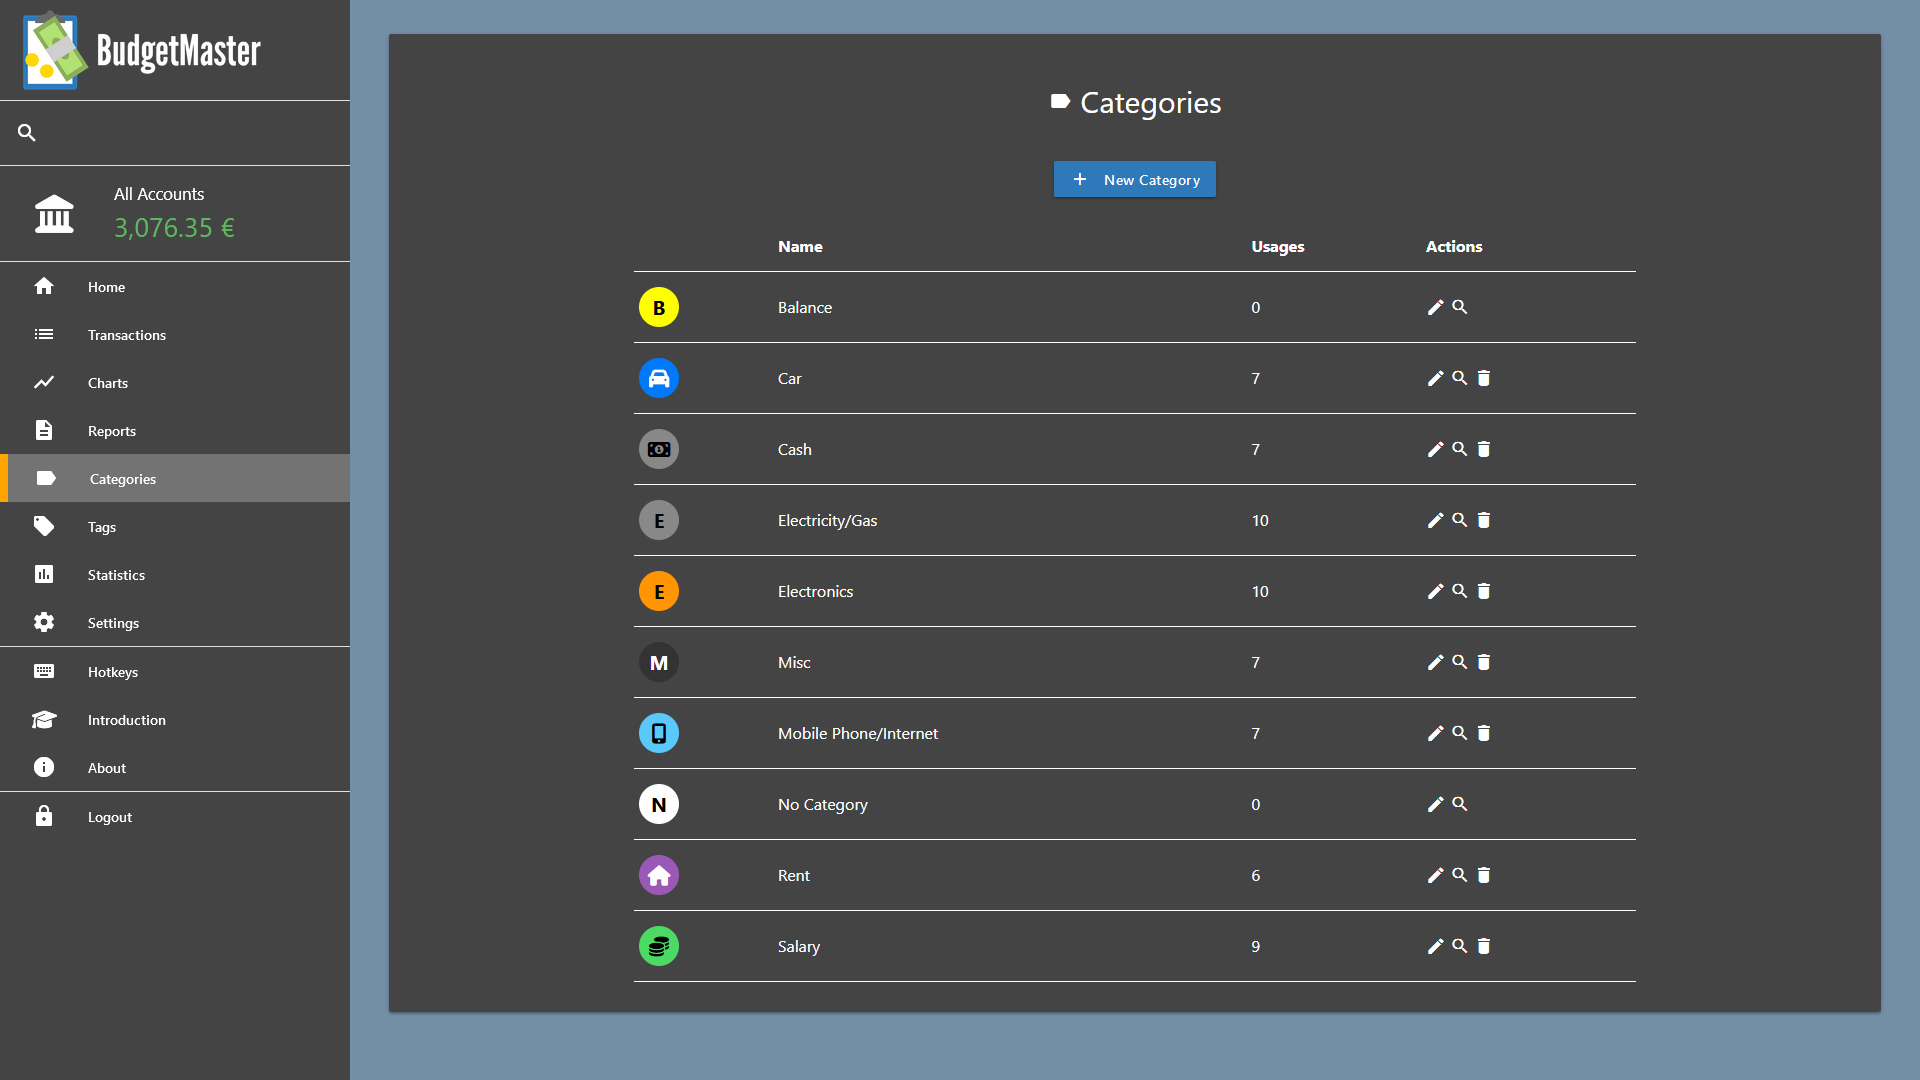 BudgetMaster
All Accounts
3,076.35 €
Home
Transactions
Charts
Reports
Categories
Tags
Statistics
Settings
Hotkeys
Introduction
About
Logout
Categories
New Category
Name Usages Actions
B Balance 0
Car 7
Cash 7
E Electricity/Gas 10
E Electronics 10
M Misc 7
Mobile Phone/Internet 7
N No Category 0
Rent 6
Salary 9